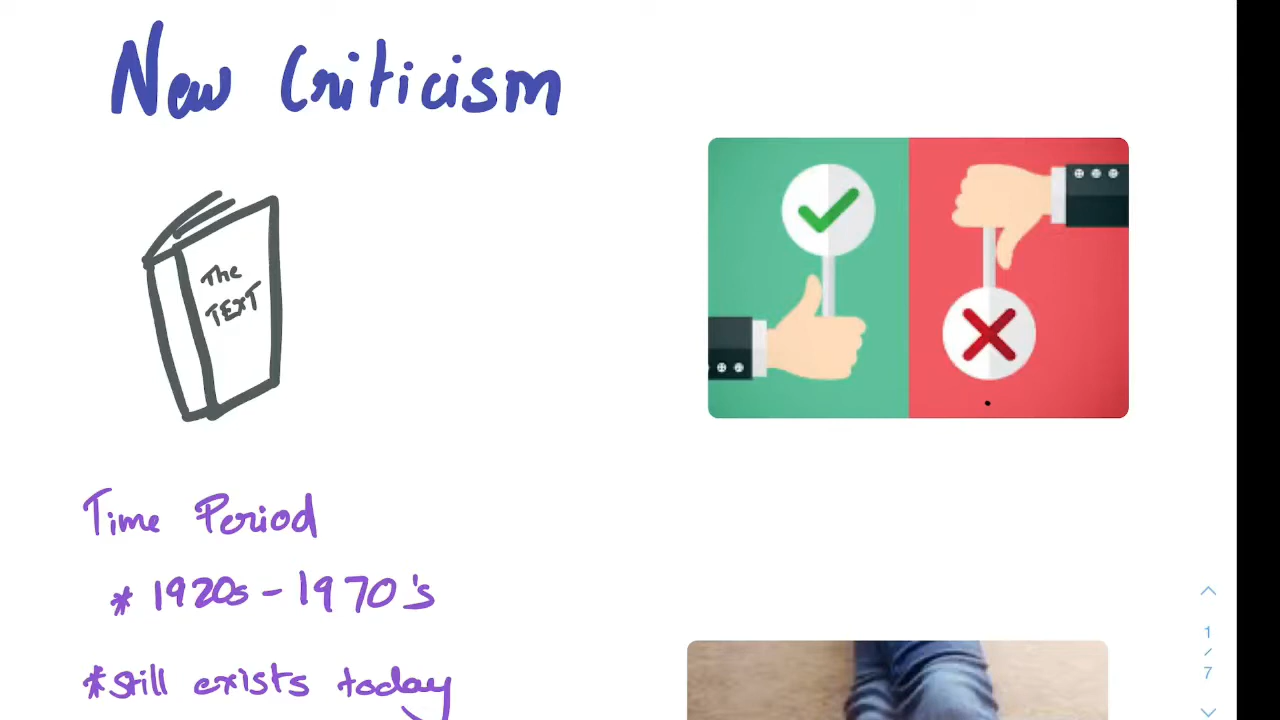 New Criticism
The
TEXT
Time Period
* 1920s - 1970's
*Still exists today
1
/
7